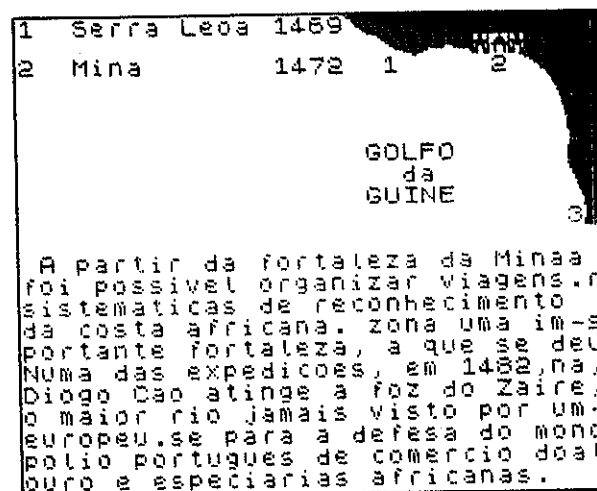 1 Serra Leoa 1469
2 Mina 1472 1 2
GOLFO
da
GUINE
3
A partir da fortaleza da Minaa
foi possivel organizar viagens.r
sistematicas de reconhecimento
da costa africana. zona uma im-s
portante fortaleza, a que se deu
Numa das expedicoes, em 1482,na,
Diogo Cao atinge a foz do Zaire,
o maior rio jamais visto por um-
europeu.se para a defesa do mono
polio portugues de comercio doal
ouro e especiarias africanas.